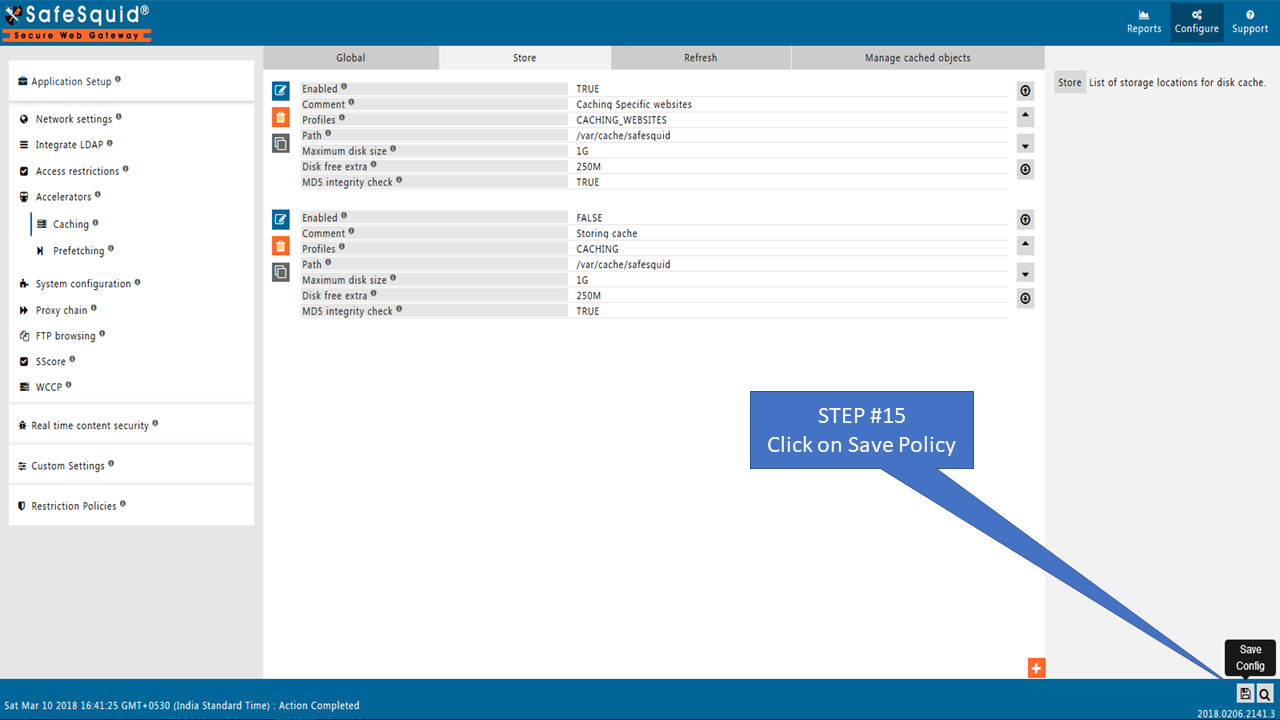 SafeSquid®
Secure Web Gateway
Reports
Configure
Support
Application Setup
Network settings
Integrate LDAP
Access restrictions
Accelerators
Caching
Prefetching
System configuration
Proxy chain
FTP browsing
SScore
WCCP
Real time content security
Custom Settings
Restriction Policies
Global
Store
Refresh
Manage cached objects
Enabled TRUE
Comment Caching Specific websites
Profiles CACHING_WEBSITES
Path /var/cache/safesquid
Maximum disk size 1G
Disk free extra 250M
MD5 integrity check TRUE
Enabled FALSE
Comment Storing cache
Profiles CACHING
Path /var/cache/safesquid
Maximum disk size 1G
Disk free extra 250M
MD5 integrity check TRUE
Store List of storage locations for disk cache.
STEP #15
Click on Save Policy
Save
Config
Sat Mar 10 2018 16:41:25 GMT+0530 (India Standard Time) : Action Completed
2018.0206.2141.3